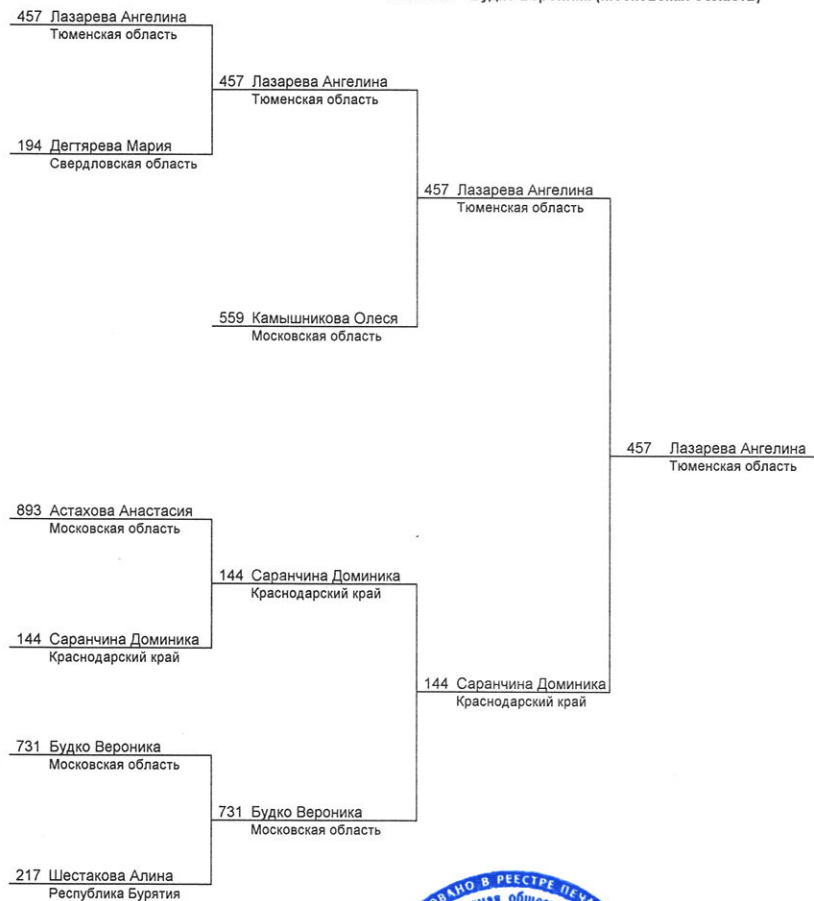 457 Лазарева Ангелина
Тюменская область
457 Лазарева Ангелина
Тюменская область
194 Дегтярева Мария
Свердловская область
457 Лазарева Ангелина
Тюменская область
559 Камышникова Олеся
Московская область
457 Лазарева Ангелина
Тюменская область
893 Астахова Анастасия
Московская область
144 Саранчина Доминика
Краснодарский край
144 Саранчина Доминика
Краснодарский край
144 Саранчина Доминика
Краснодарский край
731 Будко Вероника
Московская область
731 Будко Вероника
Московская область
217 Шестакова Алина
Республика Бурятия
В РЕЕСТРЕ